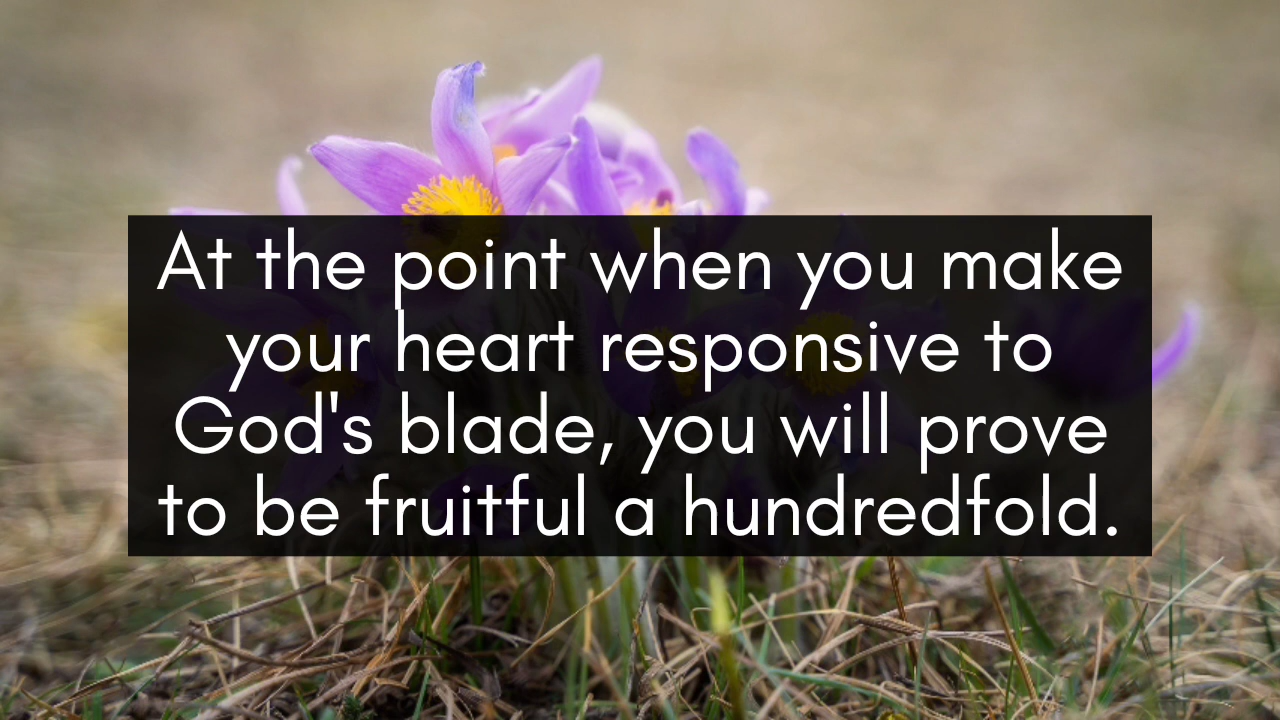 At the point when you make
your heart responsive to
God's blade, you will prove
to be fruitful a hundredfold.